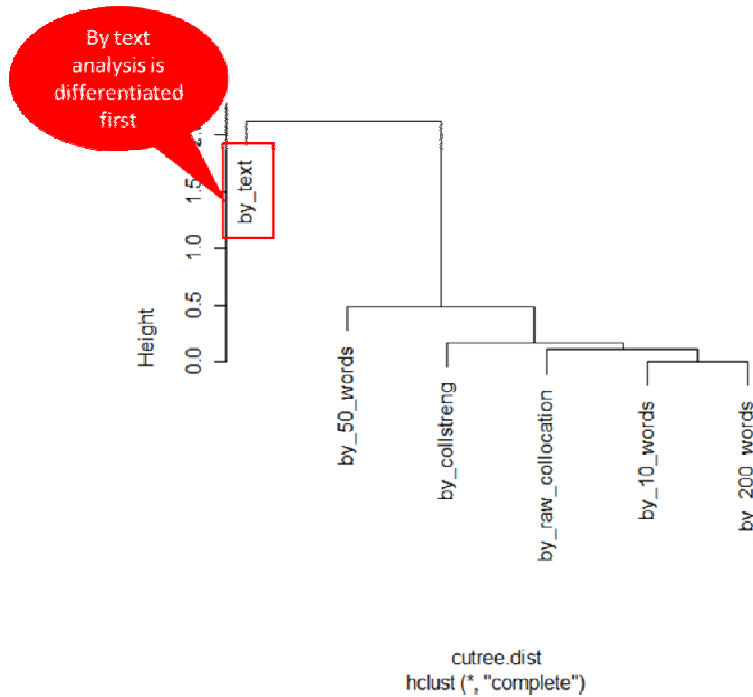 By text
analysis is
differentiated
first
Height
0.0
0.5
1.0
1.5
by_text
by_50_words
by_collstreng
by_raw_collocation
by_10_words
by_200_words
cutree.dist
hclust (*, "complete")